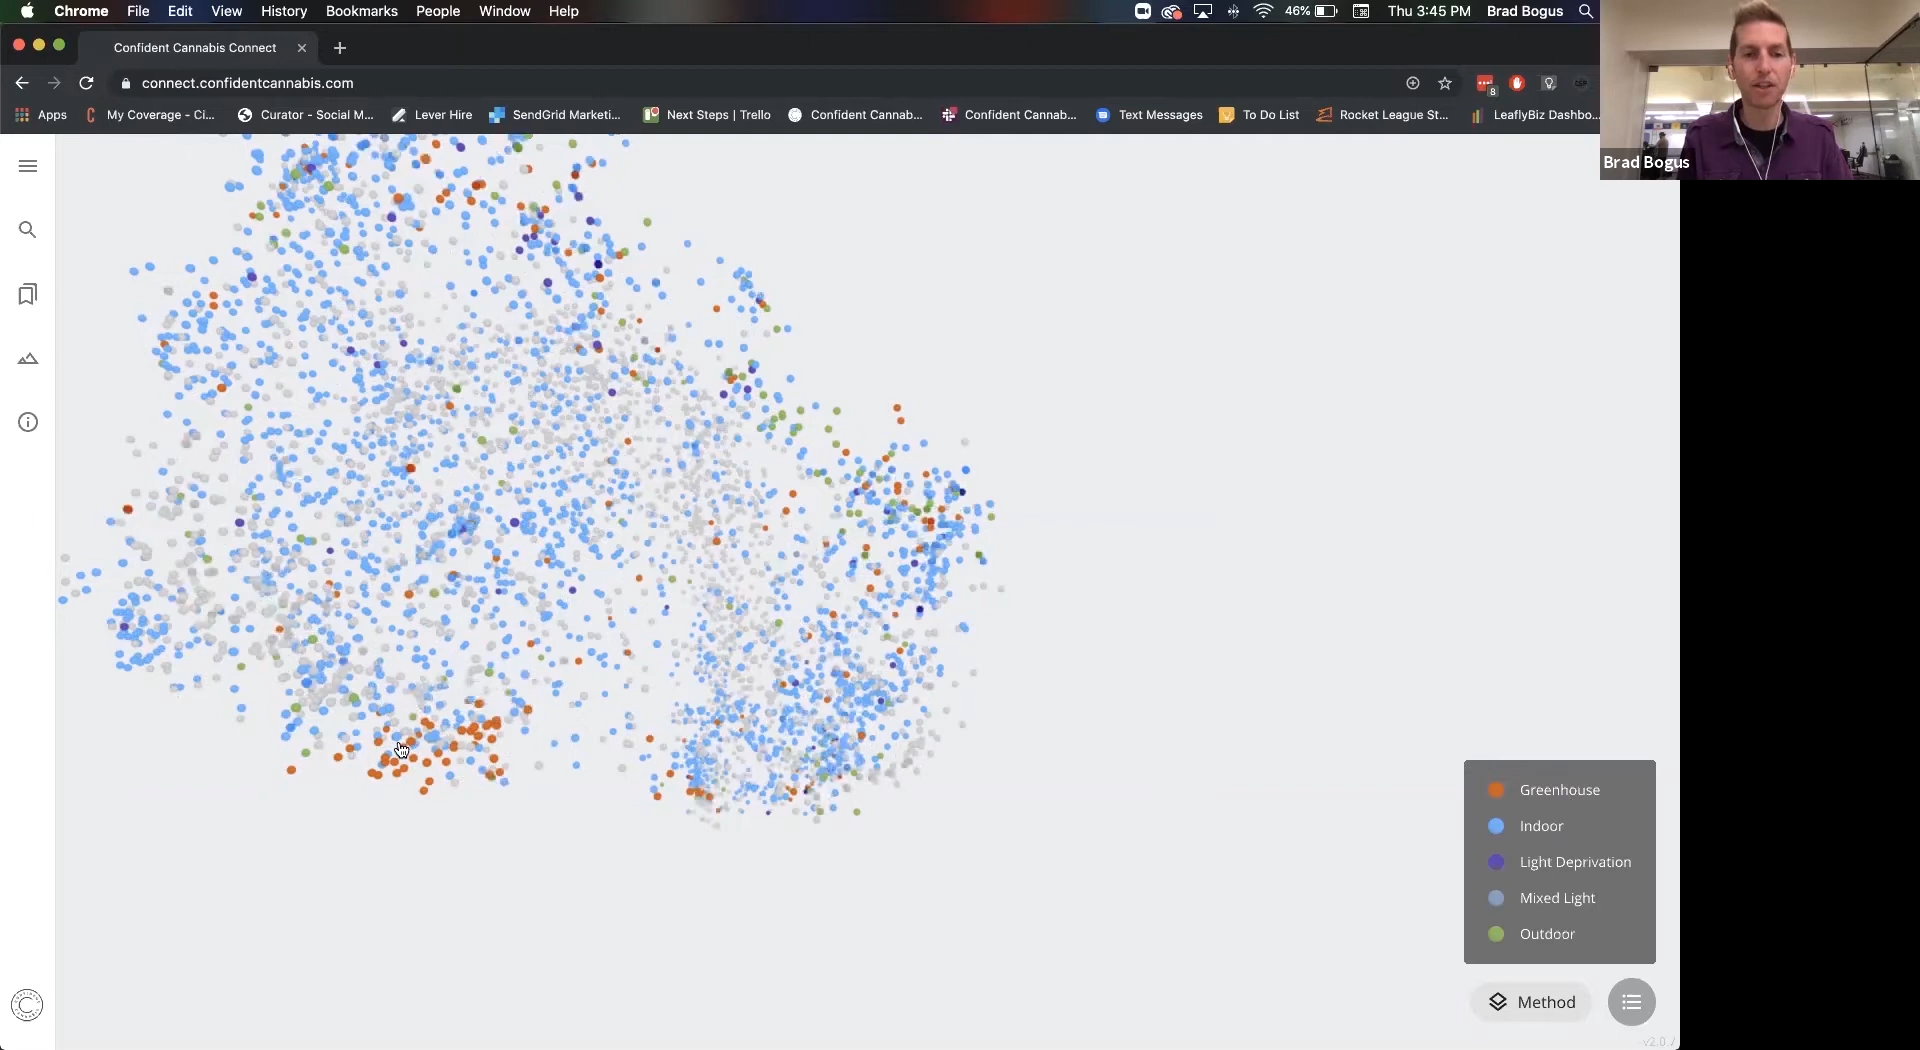 Chrome File Edit View History Bookmarks People Window Help 46% Thu 3:45 PM Brad Bogus
Confident Cannabis Connect
connect.confidentcannabis.com
8
Apps My Coverage - Ci... Curator - Social M... Lever Hire SendGrid Marketi... Next Steps | Trello Confident Cannab... Confident Cannab... Text Messages To Do List Rocket League St... LeaflyBiz Dashbo...
Brad Bogus
Greenhouse
Indoor
Light Deprivation
Mixed Light
Outdoor
Method